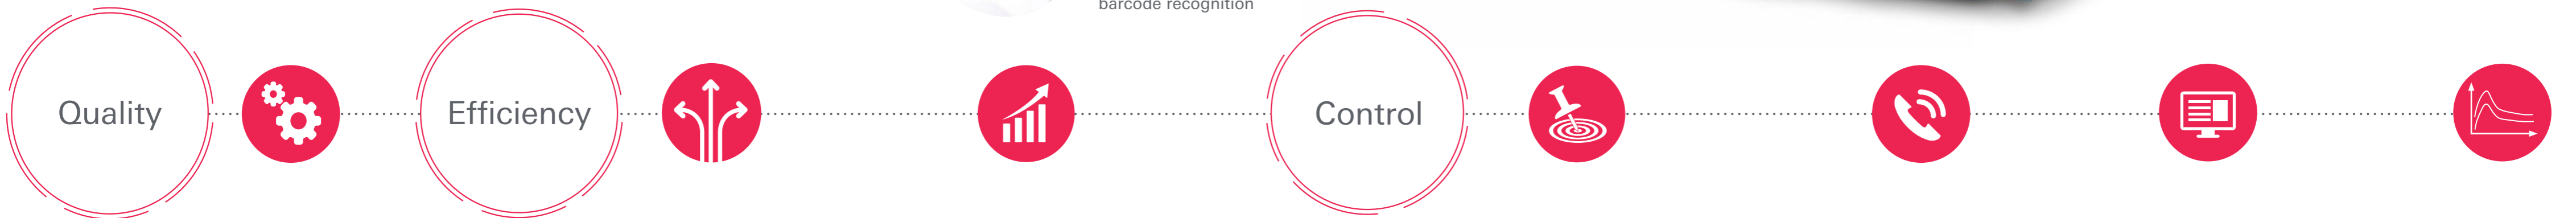 barcode recognition
Quality
Efficiency
Control